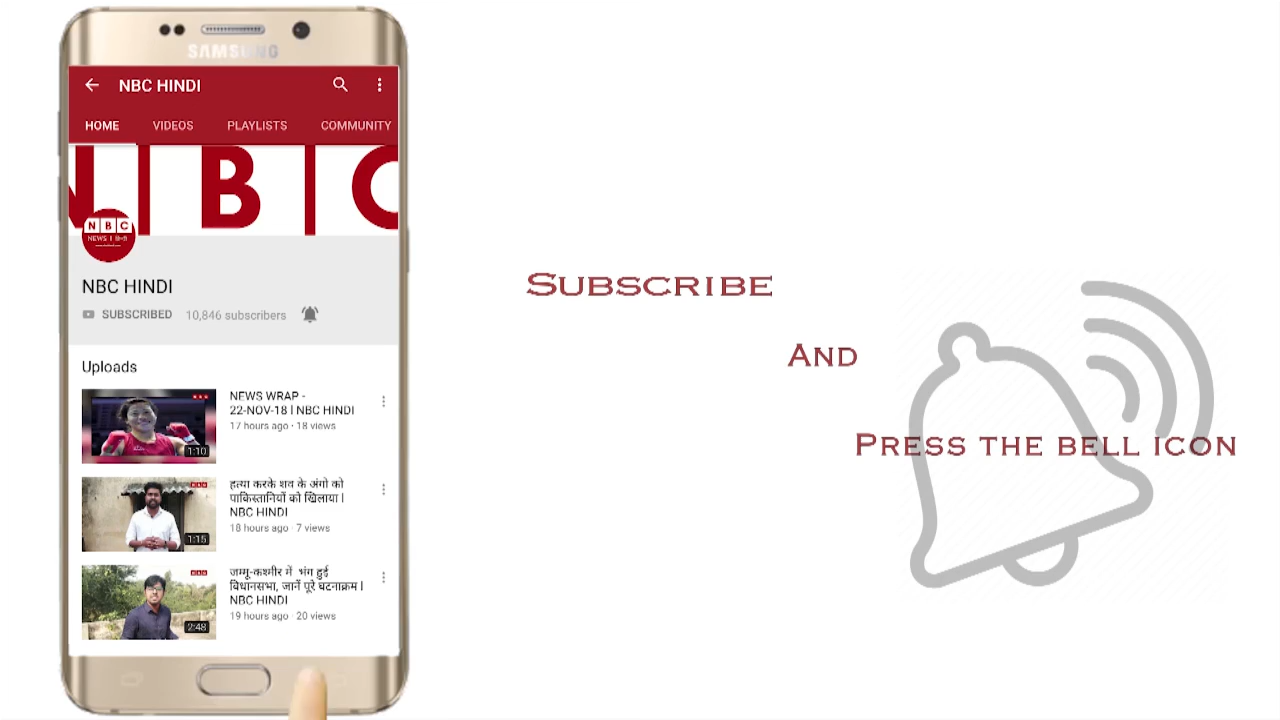 SAMSUNG
NBC HINDI
HOME VIDEOS PLAYLISTS COMMUNITY
N B C
N B C
NEWS | हिन्दी
NBC HINDI
SUBSCRIBED 10,846 subscribers
Uploads
NEWS WRAP -
22-NOV-18 | NBC HINDI
17 hours ago · 18 views
1:10
हत्या करके शव के अंगो को
पाकिस्तानियों को खिलाया |
NBC HINDI
18 hours ago · 7 views
1:15
जम्मू-कश्मीर में भंग हुई
विधानसभा, जानें पूरे घटनाक्रम |
NBC HINDI
19 hours ago · 20 views
2:48
Subscribe
And
Press the bell icon